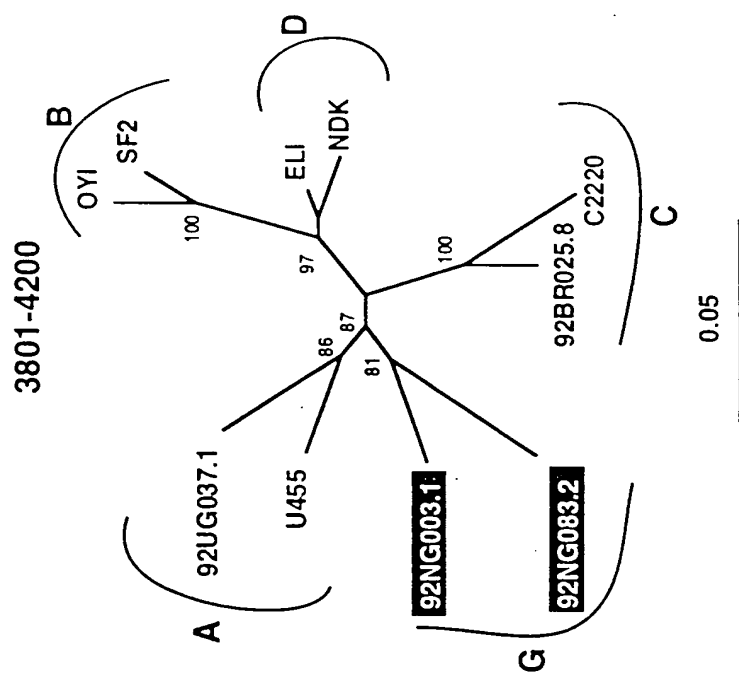 3801-4200
B
OYI
SF2
D
ELI
NDK
100
97
A
92UG037.1
U455
86
87
81
100
92NG003.1
92NG083.2
G
92BR025.8
C2220
C
0.05